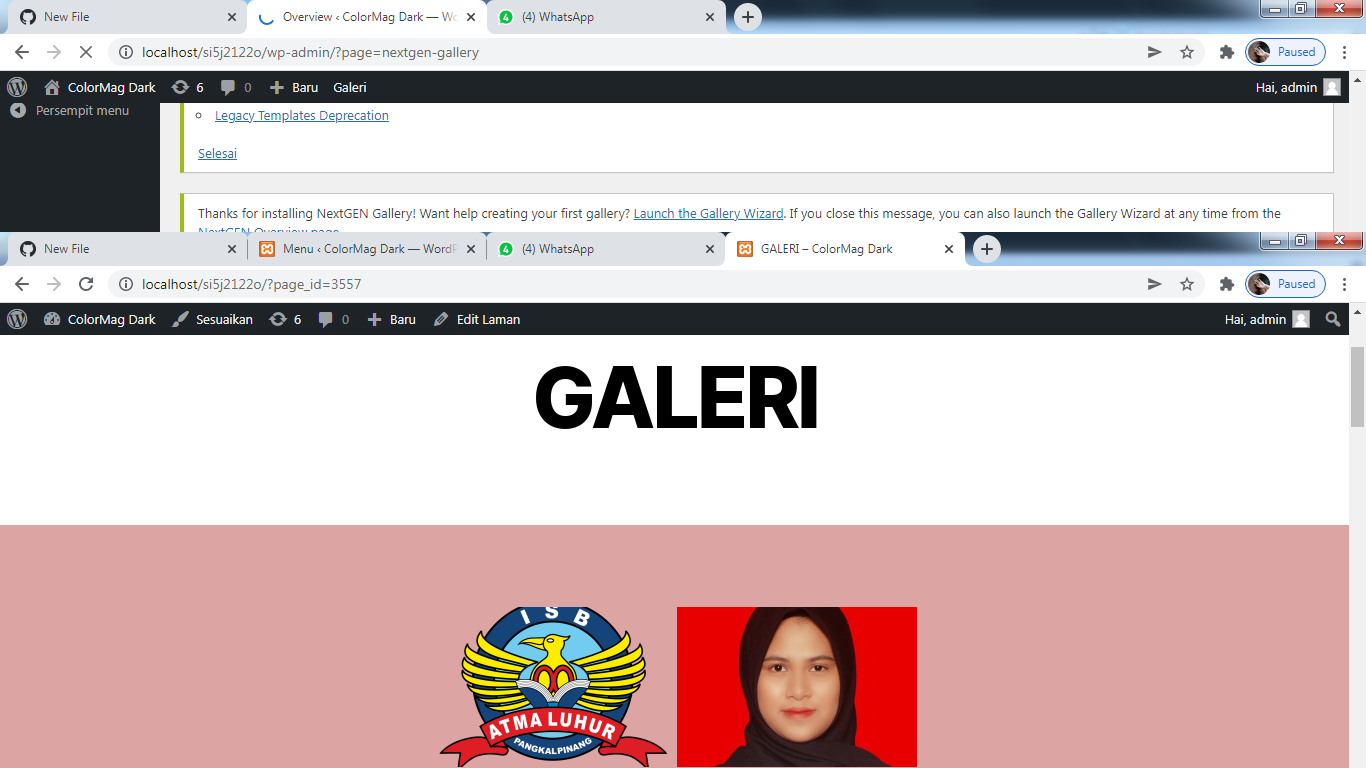 New File
Overview ‹ ColorMag Dark — Wo
(4) WhatsApp
localhost/si5j2122o/wp-admin/?page=nextgen-gallery
Paused
ColorMag Dark
6
0
Baru
Galeri
Hai, admin
Persempit menu
Legacy Templates Deprecation
Selesai
Thanks for installing NextGEN Gallery! Want help creating your first gallery? Launch the Gallery Wizard. If you close this message, you can also launch the Gallery Wizard at any time from the
NextGEN Overview page
New File
Menu ‹ ColorMag Dark — WordP
(4) WhatsApp
GALERI – ColorMag Dark
localhost/si5j2122o/?page_id=3557
Paused
ColorMag Dark
Sesuaikan
6
0
Baru
Edit Laman
Hai, admin
GALERI
ISB
ATMA LUHUR
PANGKALPINANG